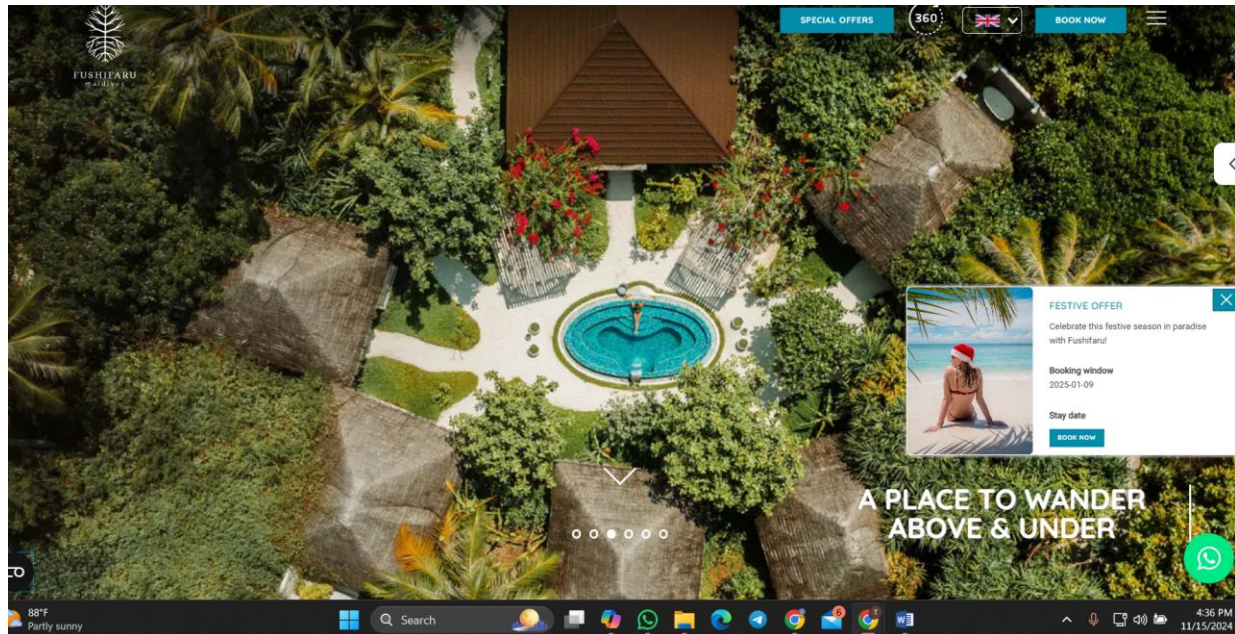 FUSHIFARU
maldives
SPECIAL OFFERS
360
BOOK NOW
FESTIVE OFFER
Celebrate this festive season in paradise
with Fushifaru!
Booking window
2025-01-09
Stay date
BOOK NOW
A PLACE TO WANDER
ABOVE & UNDER
88°F
Partly sunny
Search
6
T
4:36 PM
11/15/2024